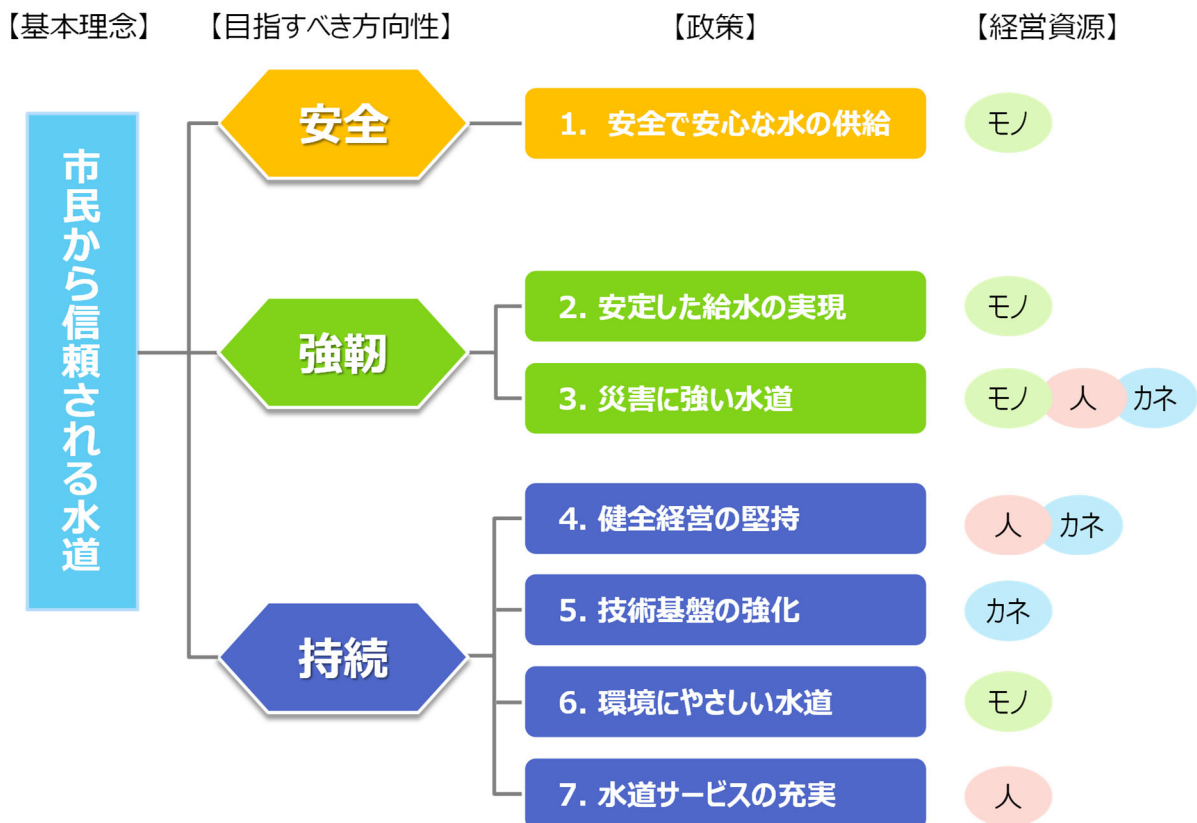 【基本理念】
【目指すべき方向性】
【政策】
【経営資源】
市民から信頼される水道
安全
1. 安全で安心な水の供給
モノ
強靭
2. 安定した給水の実現
モノ
3. 災害に強い水道
モノ
人
カネ
持続
4. 健全経営の堅持
人
カネ
5. 技術基盤の強化
カネ
6. 環境にやさしい水道
モノ
7. 水道サービスの充実
人